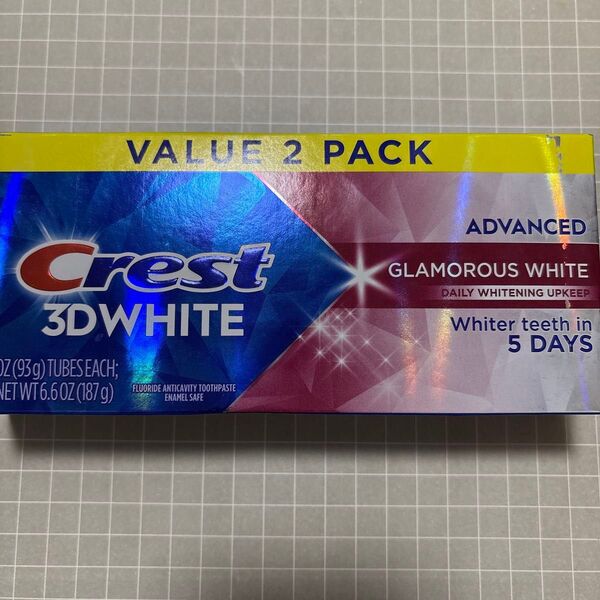 VALUE 2 PACK
Crest
3DWHITE
OZ (93 g) TUBES EACH;
NET WT 6.6 OZ (187 g)
FLUORIDE ANTICAVITY TOOTHPASTE
ENAMEL SAFE
ADVANCED
GLAMOROUS WHITE
DAILY WHITENING UPKEEP
Whiter teeth in
5 DAYS